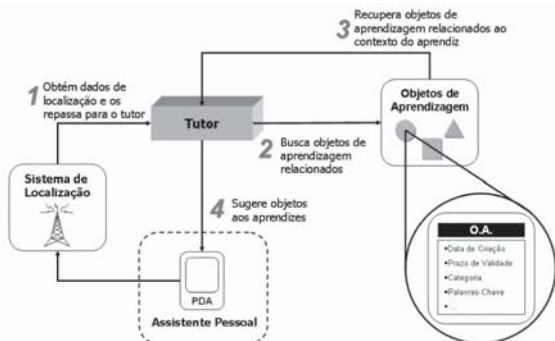 3 Recupera objetos de
aprendizagem relacionados ao
contexto do aprendiz
1 Obtém dados de
localização e os
repassa para o tutor
Tutor
Objetos de
Aprendizagem
2 Busca objetos de
aprendizagem
relacionados
Sistema de
Localização
4 Sugere objetos
aos aprendizes
PDA
Assistente Pessoal
O.A.
•Data de Criação
•Prazo de Validade
•Categoria
•Palavras-Chave
•...